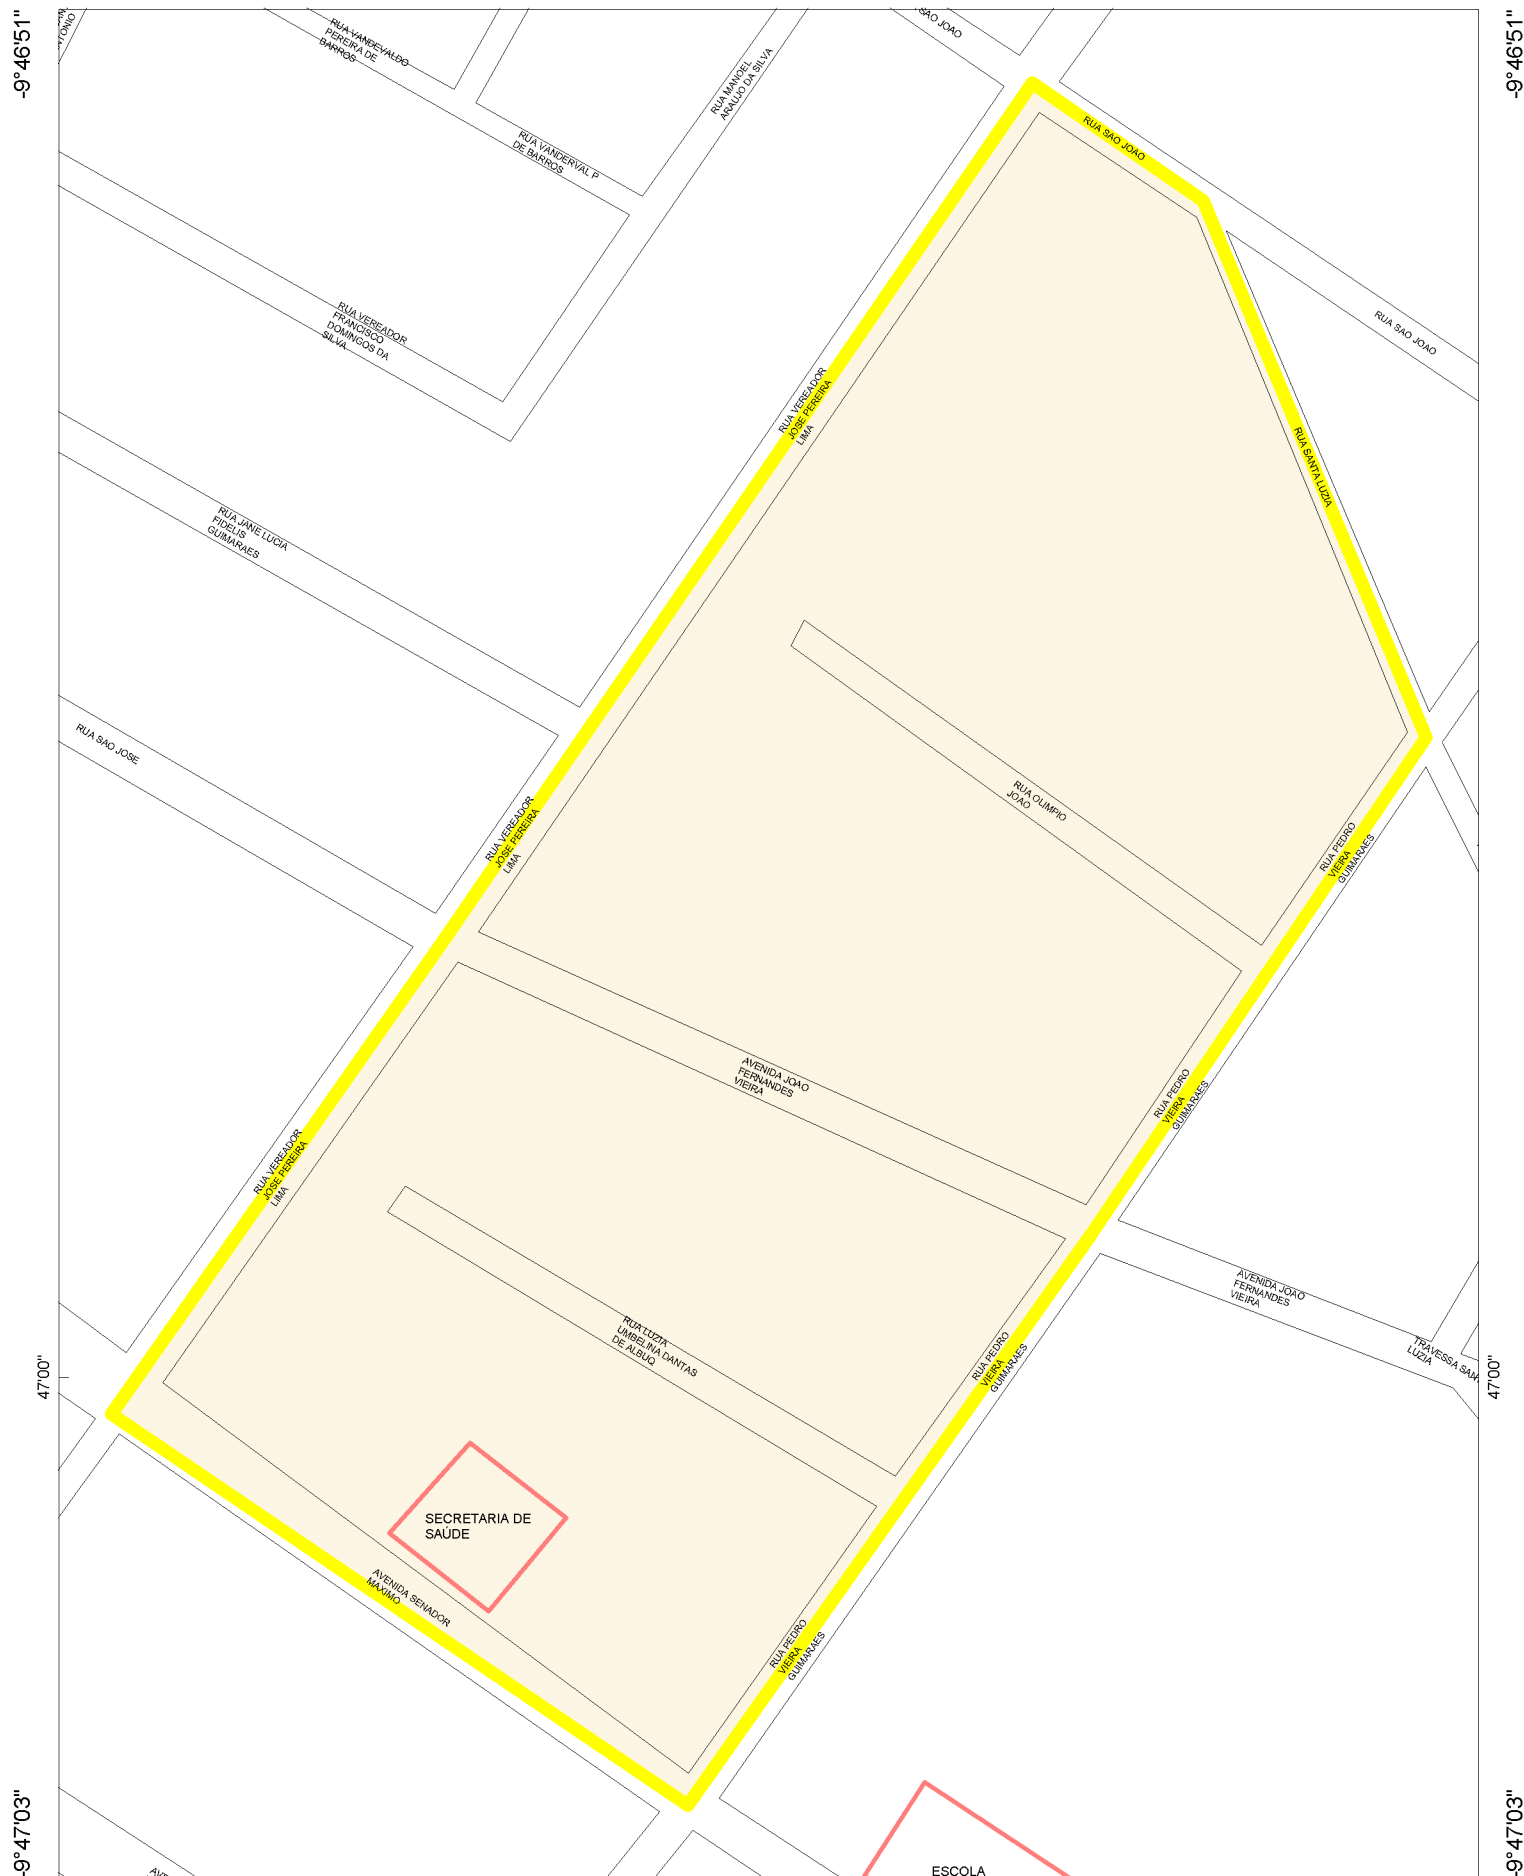 -9°46'51"
-9°46'51"
NTONIO
RUA VANDEVALDO
PEREIRA DE
BARROS
RUA MANOEL
ARAUJO DA SILVA
SAO JOAO
RUA SAO JOAO
RUA VANDERVAL P
DE BARROS
RUA VEREADOR
FRANCISCO
DOMINGOS DA
SILVA
RUA SAO JOAO
RUA VEREADOR
JOSE PEREIRA
LIMA
RUA SANTA LUZIA
RUA JANE LUCIA
FIDELIS
GUIMARAES
RUA SAO JOSE
RUA OLIMPIO
JOAO
RUA VEREADOR
JOSE PEREIRA
LIMA
RUA PEDRO
VIEIRA
GUIMARAES
AVENIDA JOAO
FERNANDES
VIEIRA
RUA PEDRO
VIEIRA
GUIMARAES
RUA VEREADOR
JOSE PEREIRA
LIMA
AVENIDA JOAO
FERNANDES
VIEIRA
RUA LUZIA
UMBELINA DANTAS
DE ALBUQ
RUA PEDRO
VIEIRA
GUIMARAES
TRAVESSA SAN
LUZIA
47'00"
47'00"
SECRETARIA DE
SAÚDE
AVENIDA SENADOR
MAXIMO
RUA PEDRO
VIEIRA
GUIMARAES
-9°47'03"
-9°47'03"
ESCOLA